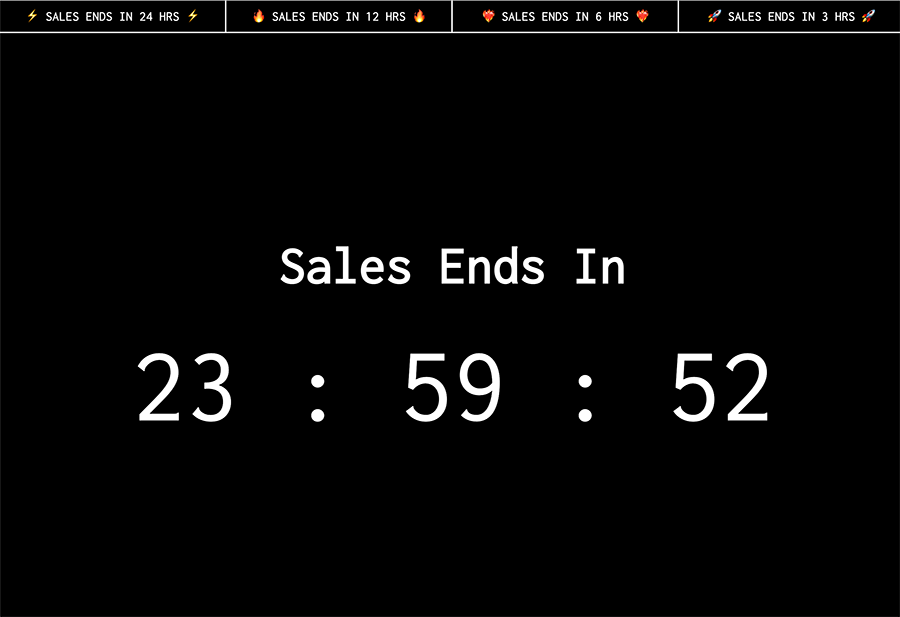 ⚡ SALES ENDS IN 24 HRS ⚡
🔥 SALES ENDS IN 12 HRS 🔥
❤️‍🔥 SALES ENDS IN 6 HRS ❤️‍🔥
🚀 SALES ENDS IN 3 HRS 🚀
Sales Ends In
23 : 59 : 52